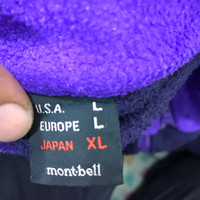 U.S.A. L
EUROPE L
JAPAN XL
mont-bell